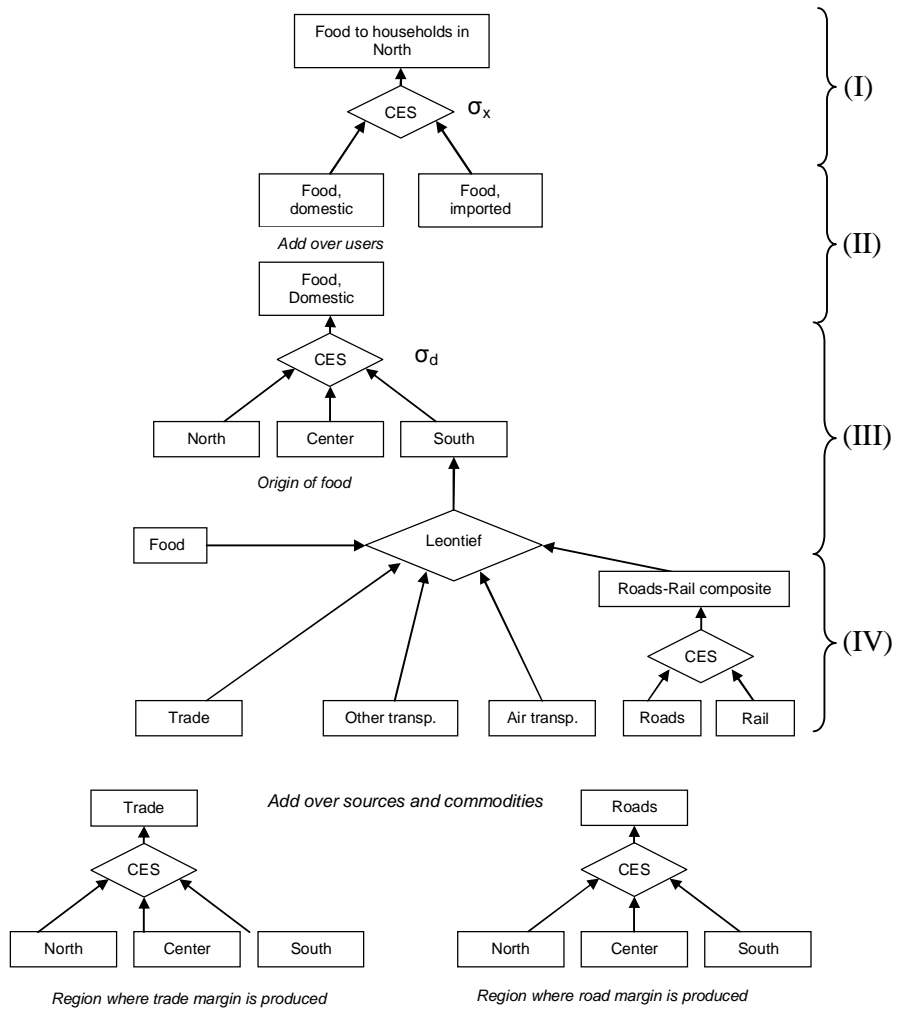 Food to households in
North
(I)
CES
σx
Food,
domestic
Food,
imported
Add over users
(II)
Food,
Domestic
CES
σd
North
Center
South
(III)
Origin of food
Food
Leontief
Roads-Rail composite
(IV)
CES
Trade
Other transp.
Air transp.
Roads
Rail
Add over sources and commodities
Trade
Roads
CES
CES
North
Center
South
North
Center
South
Region where trade margin is produced
Region where road margin is produced